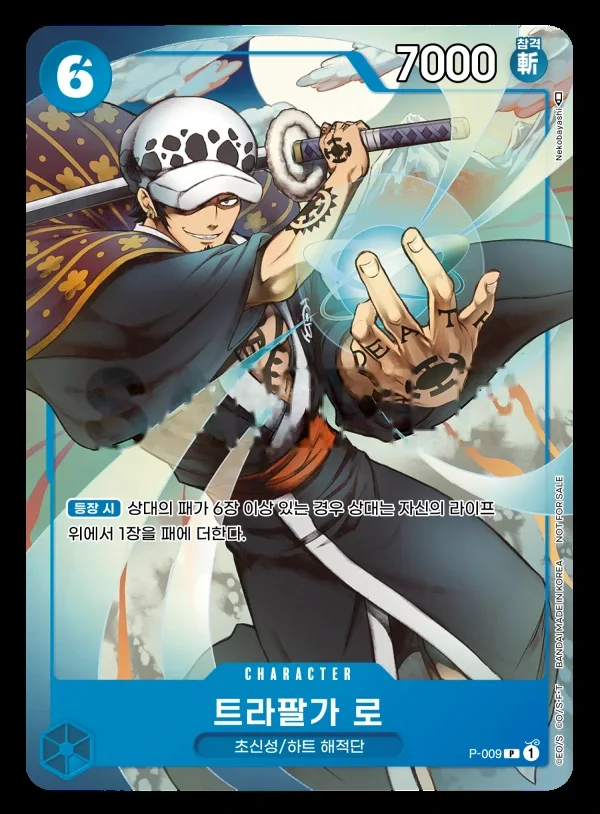 6
7000
참격
斬
Nekobayashi
DEATH
등장 시 상대의 패가 6장 이상 있는 경우 상대는 자신의 라이프
위에서 1장을 패에 더한다.
CHARACTER
트라팔가 로
초신성/하트 해적단
P-009 P 1
©EO/S ©O/S·F·T BANDAI MADE IN KOREA NOT FOR SALE